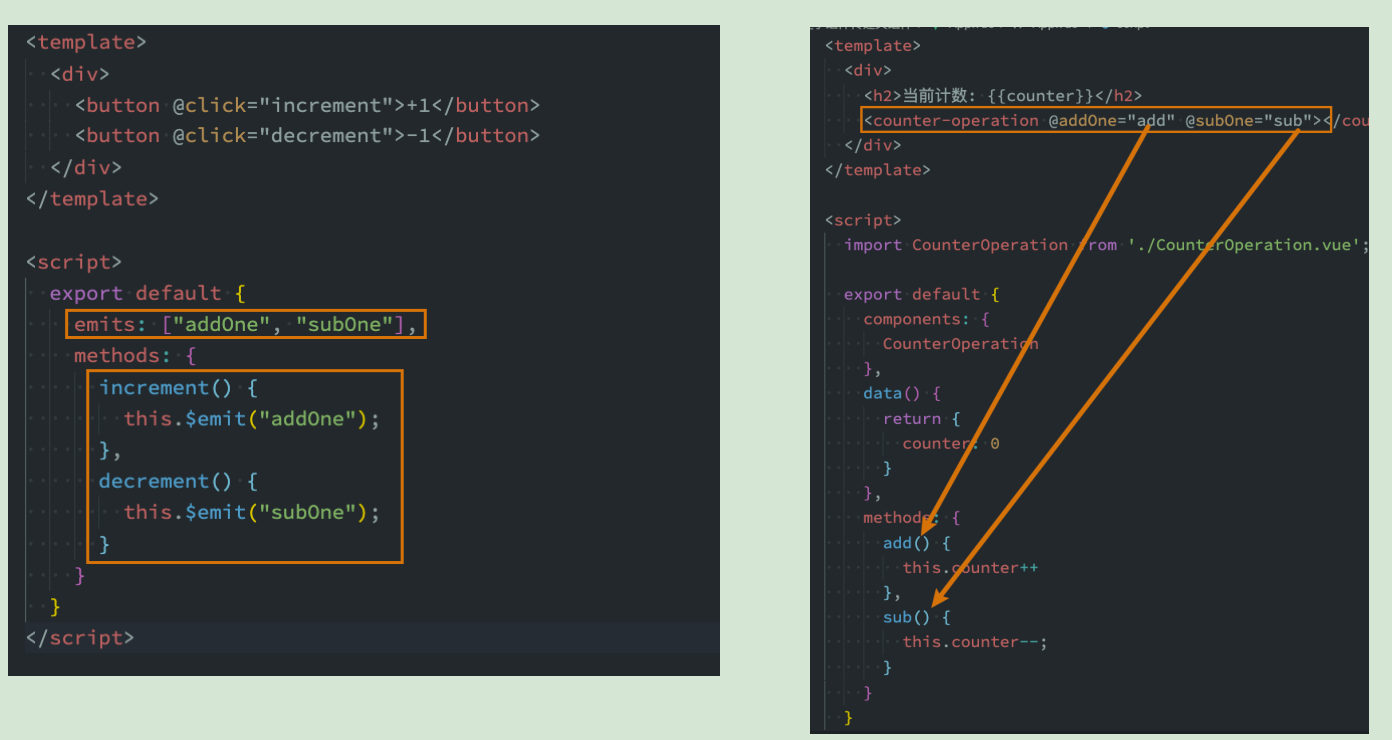 <template>
  <div>
    <button @click="increment">+1</button>
    <button @click="decrement">-1</button>
  </div>
</template>

<script>
  export default {
    emits: ["addOne", "subOne"],
    methods: {
      increment() {
        this.$emit("addOne");
      },
      decrement() {
        this.$emit("subOne");
      }
    }
  }
</script>

<template>
  <div>
    <h2>当前计数: {{counter}}</h2>
    <counter-operation @addOne="add" @subOne="sub"></cou
  </div>
</template>

<script>
  import CounterOperation from './CounterOperation.vue';

  export default {
    components: {
      CounterOperation
    },
    data() {
      return {
        counter: 0
      }
    },
    methods: {
      add() {
        this.counter++
      },
      sub() {
        this.counter--;
      }
    }
  }